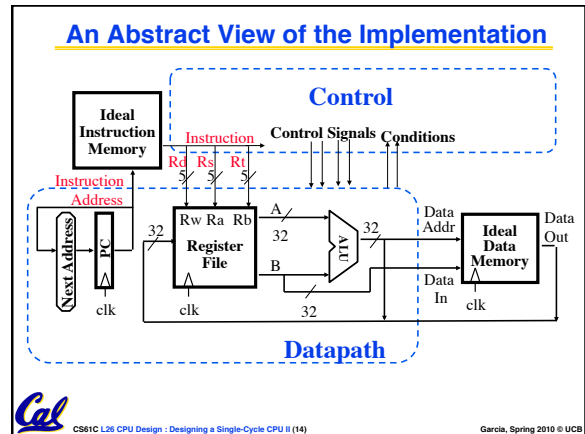 An Abstract View of the Implementation
Control
Ideal
Instruction
Memory
Instruction
Control Signals
Conditions
Rd
Rs
Rt
5
5
5
Instruction
Address
32
Rw Ra Rb
Register
File
A
32
B
32
ALU
32
Data
Addr
Data
In
Ideal
Data
Memory
Data
Out
Next Address
PC
clk
clk
clk
Datapath
Cal
CS61C L26 CPU Design : Designing a Single-Cycle CPU II (14)
Garcia, Spring 2010 © UCB